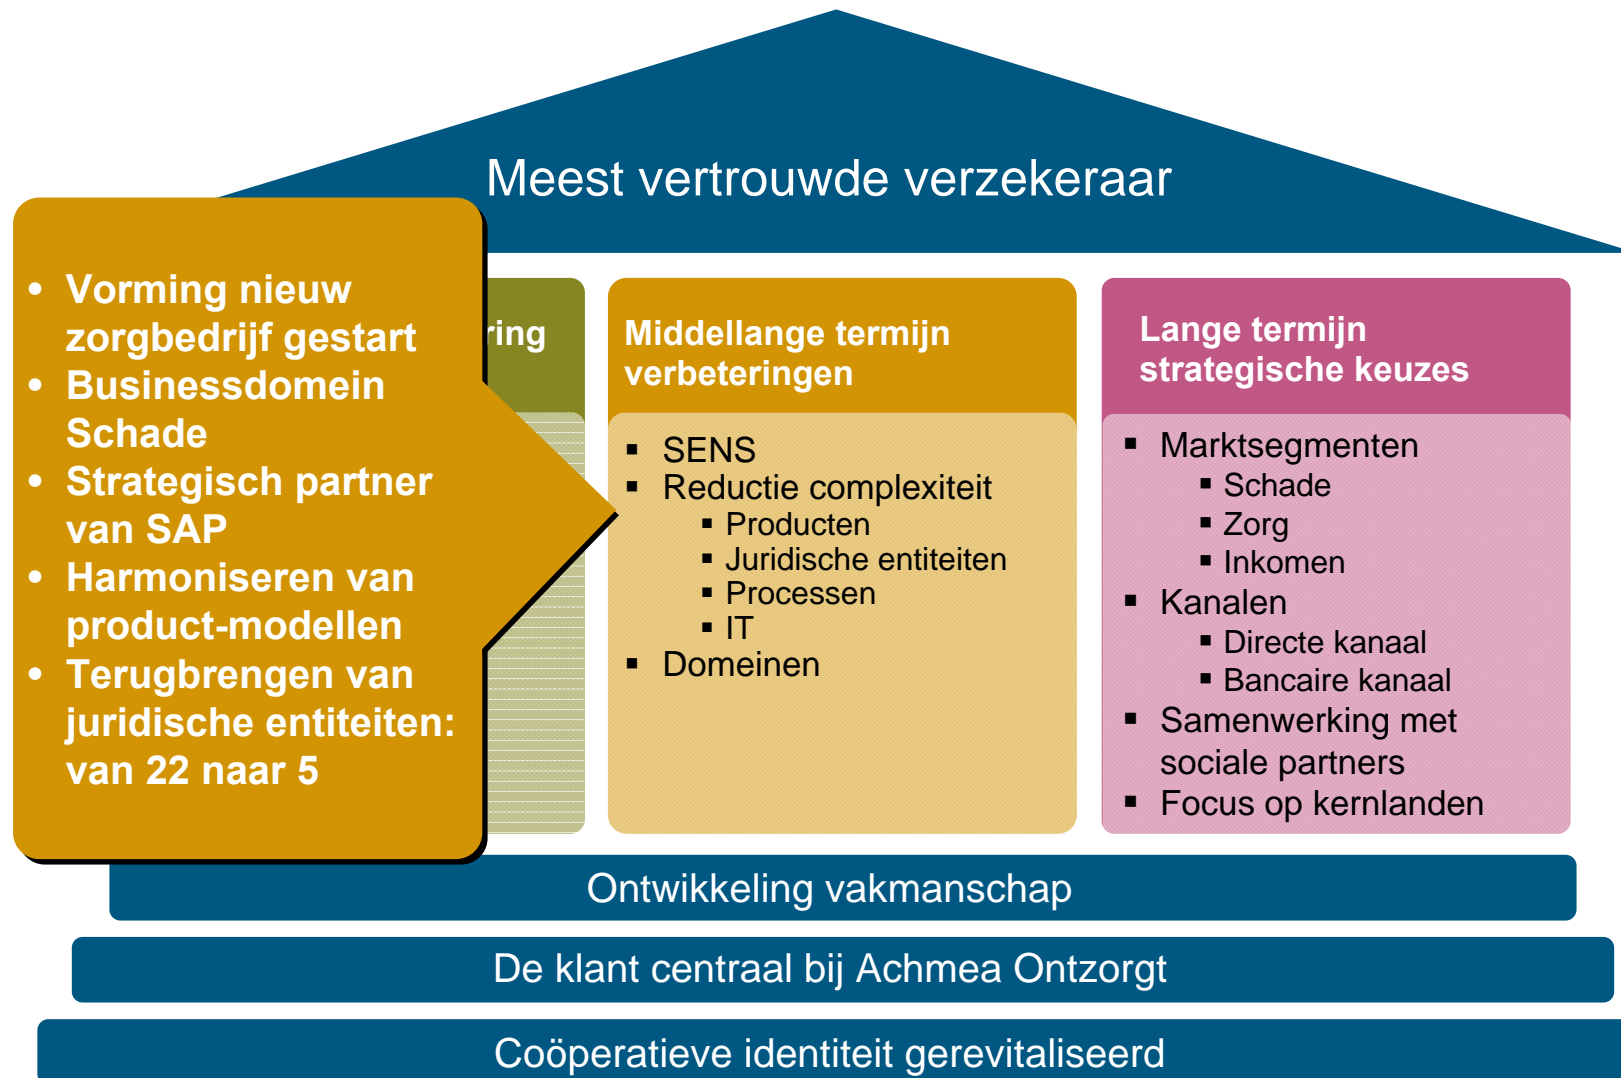 Meest vertrouwde verzekeraar
• Vorming nieuw
zorgbedrijf gestart
• Businessdomein
Schade
• Strategisch partner
van SAP
• Harmoniseren van
product-modellen
• Terugbrengen van
juridische entiteiten:
van 22 naar 5
ring
Middellange termijn
verbeteringen
▪ SENS
▪ Reductie complexiteit
▪ Producten
▪ Juridische entiteiten
▪ Processen
▪ IT
▪ Domeinen
Lange termijn
strategische keuzes
▪ Marktsegmenten
▪ Schade
▪ Zorg
▪ Inkomen
▪ Kanalen
▪ Directe kanaal
▪ Bancaire kanaal
▪ Samenwerking met
sociale partners
▪ Focus op kernlanden
Ontwikkeling vakmanschap
De klant centraal bij Achmea Ontzorgt
Coöperatieve identiteit gerevitaliseerd